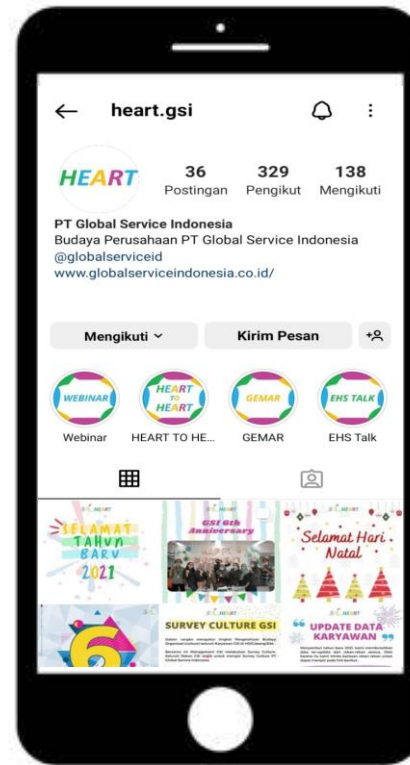 heart.gsi
HEART
36
Postingan
329
Pengikut
138
Mengikuti
PT Global Service Indonesia
Budaya Perusahaan PT Global Service Indonesia
@globalserviceid
www.globalserviceindonesia.co.id/
Mengikuti
Kirim Pesan
WEBINAR
HEART
TO
HEART
GEMAR
EHS TALK
Webinar
HEART TO HE...
GEMAR
EHS Talk
SELAMAT
TAHUN
BARU
2021
GSI 6th
Anniversary
Selamat Hari
Natal
6
SURVEY CULTURE GSI
UPDATE DATA
KARYAWAN